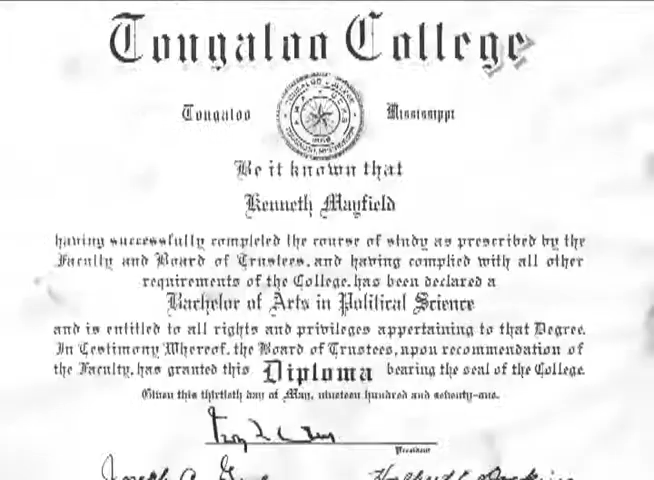 Tougaloo College
Tougaloo Mississippi
TOUGALOO COLLEGE
Be it known that
Kenneth Mayfield
having successfully completed the course of study as prescribed by the
Faculty and Board of Trustees, and having complied with all other
requirements of the College, has been declared a
Bachelor of Arts in Political Science
and is entitled to all rights and privileges appertaining to that Degree.
In Testimony Whereof, the Board of Trustees, upon recommendation of
the Faculty, has granted this Diploma bearing the seal of the College.
Given this thirtieth day of May, nineteen hundred and seventy-one.
President
Joseph